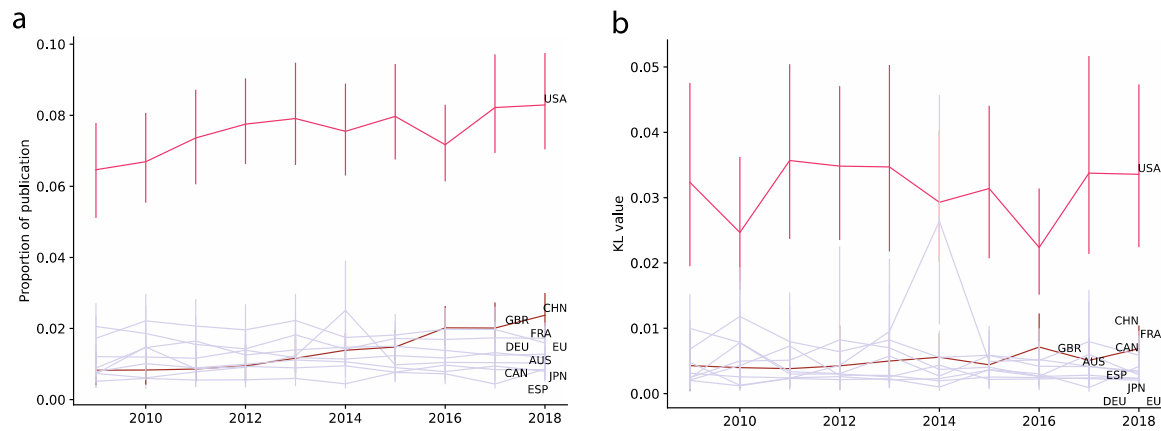 a
b
0.10
0.08
0.06
0.04
0.02
0.00
Proportion of publication
2010
2012
2014
2016
2018
USA
CHN
GBR
FRA
DEU
EU
AUS
CAN
JPN
ESP
0.05
0.04
0.03
0.02
0.01
0.00
KL value
2010
2012
2014
2016
2018
USA
CHN
FRA
GBR
CAN
AUS
ESP
JPN
DEU
EU